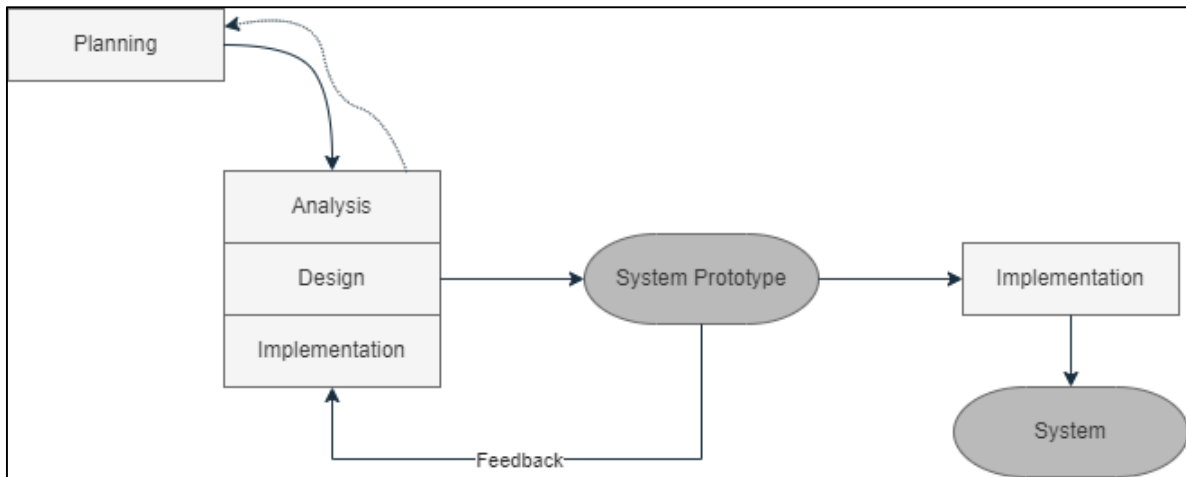 Planning
Analysis
Design
Implementation
System Prototype
Implementation
System
Feedback